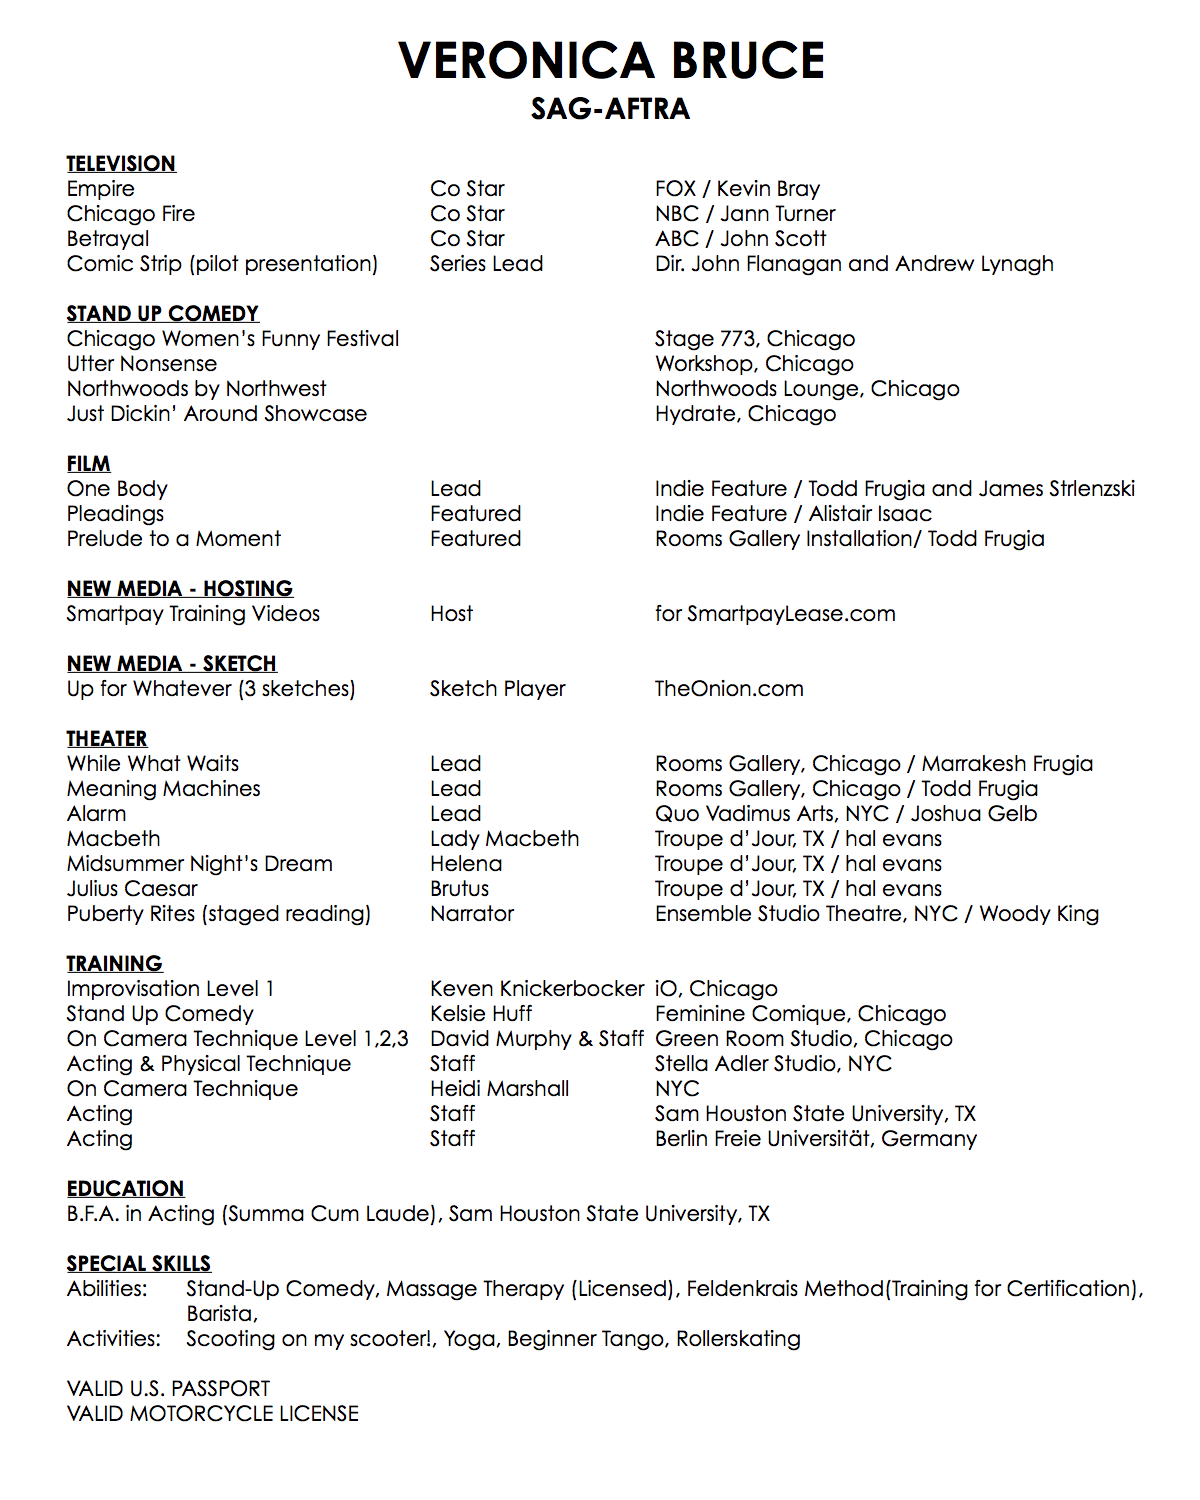 VERONICA BRUCE
SAG-AFTRA
TELEVISION
Empire Co Star FOX / Kevin Bray
Chicago Fire Co Star NBC / Jann Turner
Betrayal Co Star ABC / John Scott
Comic Strip (pilot presentation) Series Lead Dir. John Flanagan and Andrew Lynagh
STAND UP COMEDY
Chicago Women's Funny Festival Stage 773, Chicago
Utter Nonsense Workshop, Chicago
Northwoods by Northwest Northwoods Lounge, Chicago
Just Dickin' Around Showcase Hydrate, Chicago
FILM
One Body Lead Indie Feature / Todd Frugia and James Strlenzski
Pleadings Featured Indie Feature / Alistair Isaac
Prelude to a Moment Featured Rooms Gallery Installation/ Todd Frugia
NEW MEDIA - HOSTING
Smartpay Training Videos Host for SmartpayLease.com
NEW MEDIA - SKETCH
Up for Whatever (3 sketches) Sketch Player TheOnion.com
THEATER
While What Waits Lead Rooms Gallery, Chicago / Marrakesh Frugia
Meaning Machines Lead Rooms Gallery, Chicago / Todd Frugia
Alarm Lead Quo Vadimus Arts, NYC / Joshua Gelb
Macbeth Lady Macbeth Troupe d'Jour, TX / hal evans
Midsummer Night's Dream Helena Troupe d'Jour, TX / hal evans
Julius Caesar Brutus Troupe d'Jour, TX / hal evans
Puberty Rites (staged reading) Narrator Ensemble Studio Theatre, NYC / Woody King
TRAINING
Improvisation Level 1 Keven Knickerbocker iO, Chicago
Stand Up Comedy Kelsie Huff Feminine Comique, Chicago
On Camera Technique Level 1,2,3 David Murphy & Staff Green Room Studio, Chicago
Acting & Physical Technique Staff Stella Adler Studio, NYC
On Camera Technique Heidi Marshall NYC
Acting Staff Sam Houston State University, TX
Acting Staff Berlin Freie Universität, Germany
EDUCATION
B.F.A. in Acting (Summa Cum Laude), Sam Houston State University, TX
SPECIAL SKILLS
Abilities: Stand-Up Comedy, Massage Therapy (Licensed), Feldenkrais Method(Training for Certification),
Barista,
Activities: Scooting on my scooter!, Yoga, Beginner Tango, Rollerskating
VALID U.S. PASSPORT
VALID MOTORCYCLE LICENSE